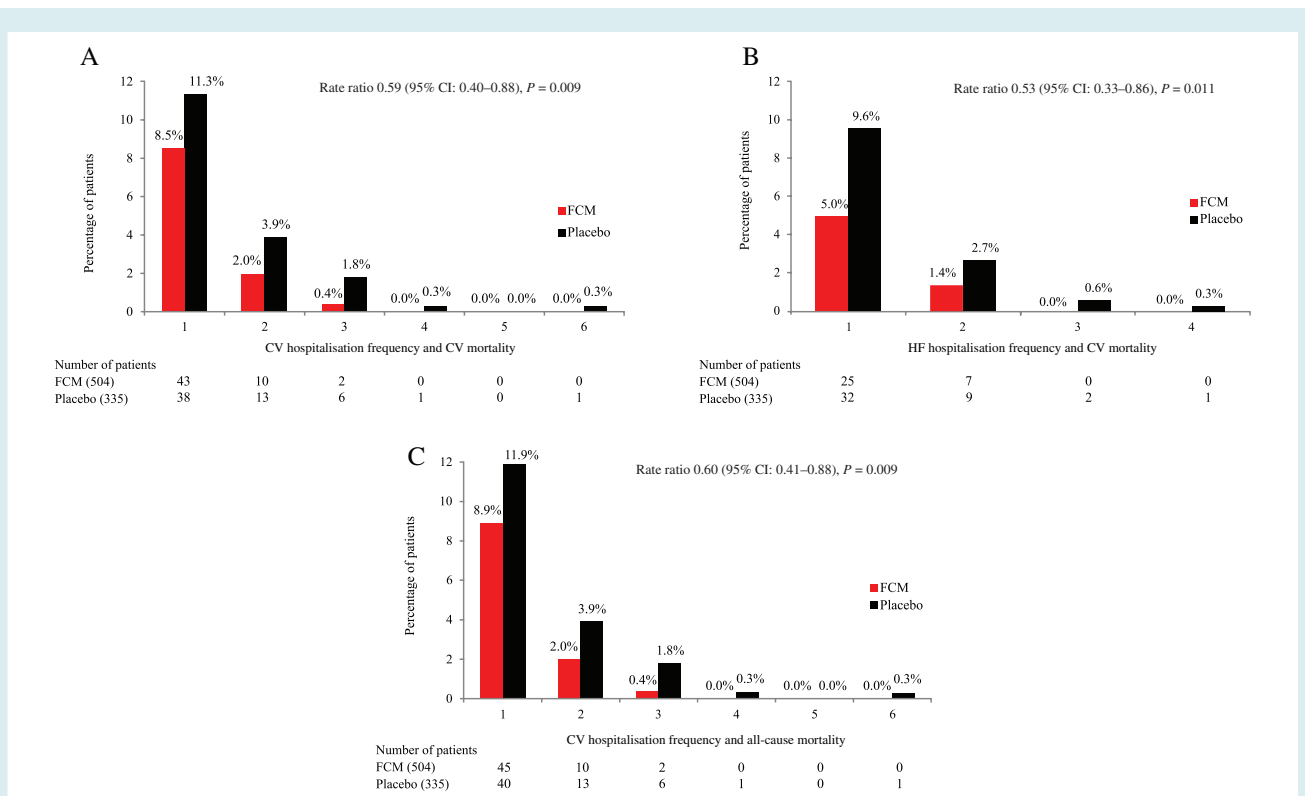 A
Rate ratio 0.59 (95% CI: 0.40–0.88), P = 0.009
Percentage of patients
12
10
8
6
4
2
0
8.5% 11.3%
2.0% 3.9%
0.4% 1.8%
0.0% 0.3%
0.0% 0.0%
0.0% 0.3%
FCM
Placebo
1 2 3 4 5 6
CV hospitalisation frequency and CV mortality
Number of patients
FCM (504) 43 10 2 0 0 0
Placebo (335) 38 13 6 1 0 1
B
Rate ratio 0.53 (95% CI: 0.33–0.86), P = 0.011
Percentage of patients
12
10
8
6
4
2
0
5.0% 9.6%
1.4% 2.7%
0.0% 0.6%
0.0% 0.3%
FCM
Placebo
1 2 3 4
HF hospitalisation frequency and CV mortality
Number of patients
FCM (504) 25 7 0 0
Placebo (335) 32 9 2 1
C
Rate ratio 0.60 (95% CI: 0.41–0.88), P = 0.009
Percentage of patients
12
10
8
6
4
2
0
8.9% 11.9%
2.0% 3.9%
0.4% 1.8%
0.0% 0.3%
0.0% 0.0%
0.0% 0.3%
FCM
Placebo
1 2 3 4 5 6
CV hospitalisation frequency and all-cause mortality
Number of patients
FCM (504) 45 10 2 0 0 0
Placebo (335) 40 13 6 1 0 1